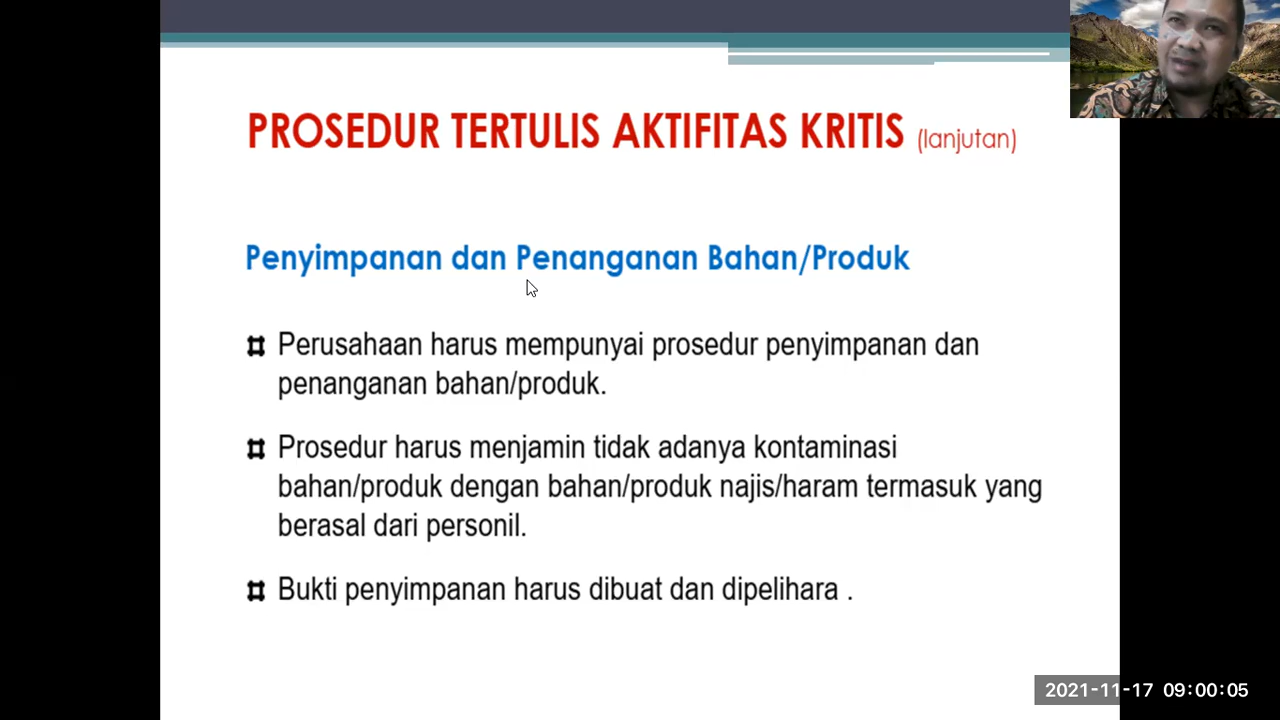 PROSEDUR TERTULIS AKTIFITAS KRITIS (lanjutan)
Penyimpanan dan Penanganan Bahan/Produk
Perusahaan harus mempunyai prosedur penyimpanan dan
penanganan bahan/produk.
Prosedur harus menjamin tidak adanya kontaminasi
bahan/produk dengan bahan/produk najis/haram termasuk yang
berasal dari personil.
Bukti penyimpanan harus dibuat dan dipelihara .
2021-11-17 09:00:05